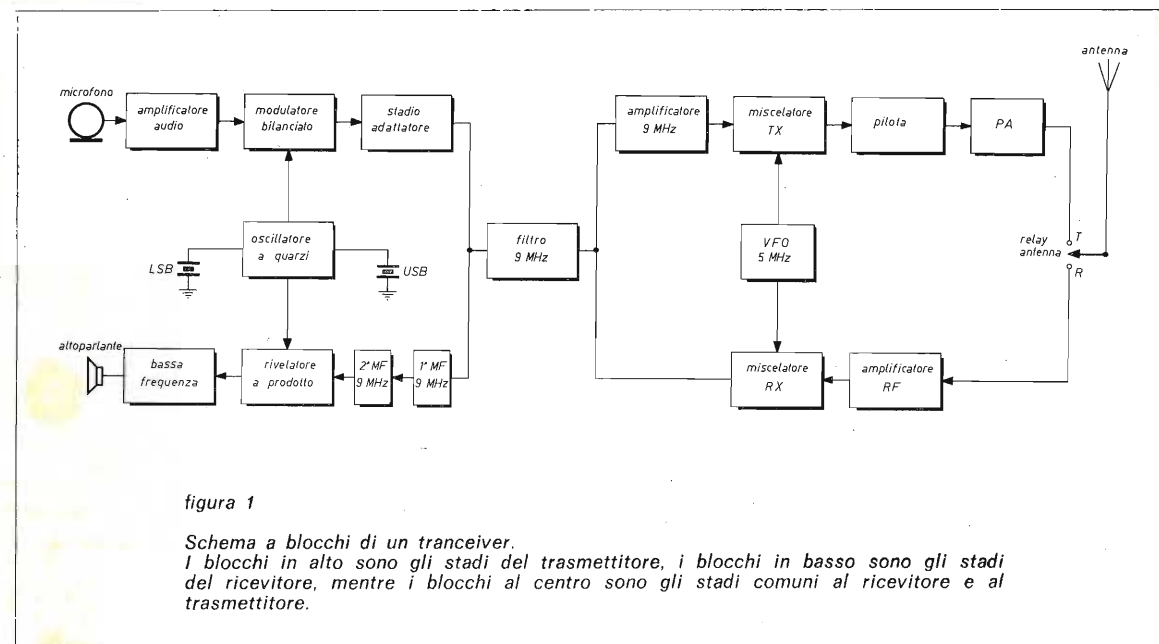 antenna
microfono
amplificatore
audio
modulatore
bilanciato
stadio
adattatore
amplificatore
9 MHz
miscelatore
TX
pilota
PA
oscillatore
a quarzi
LSB
USB
filtro
9 MHz
VFO
5 MHz
relay
antenna
T
R
altoparlante
bassa
frequenza
rivelatore
a prodotto
2ª MF
9 MHz
1ª MF
9 MHz
miscelatore
RX
amplificatore
RF
figura 1
Schema a blocchi di un tranceiver.
I blocchi in alto sono gli stadi del trasmettitore, i blocchi in basso sono gli stadi
del ricevitore, mentre i blocchi al centro sono gli stadi comuni al ricevitore e al
trasmettitore.